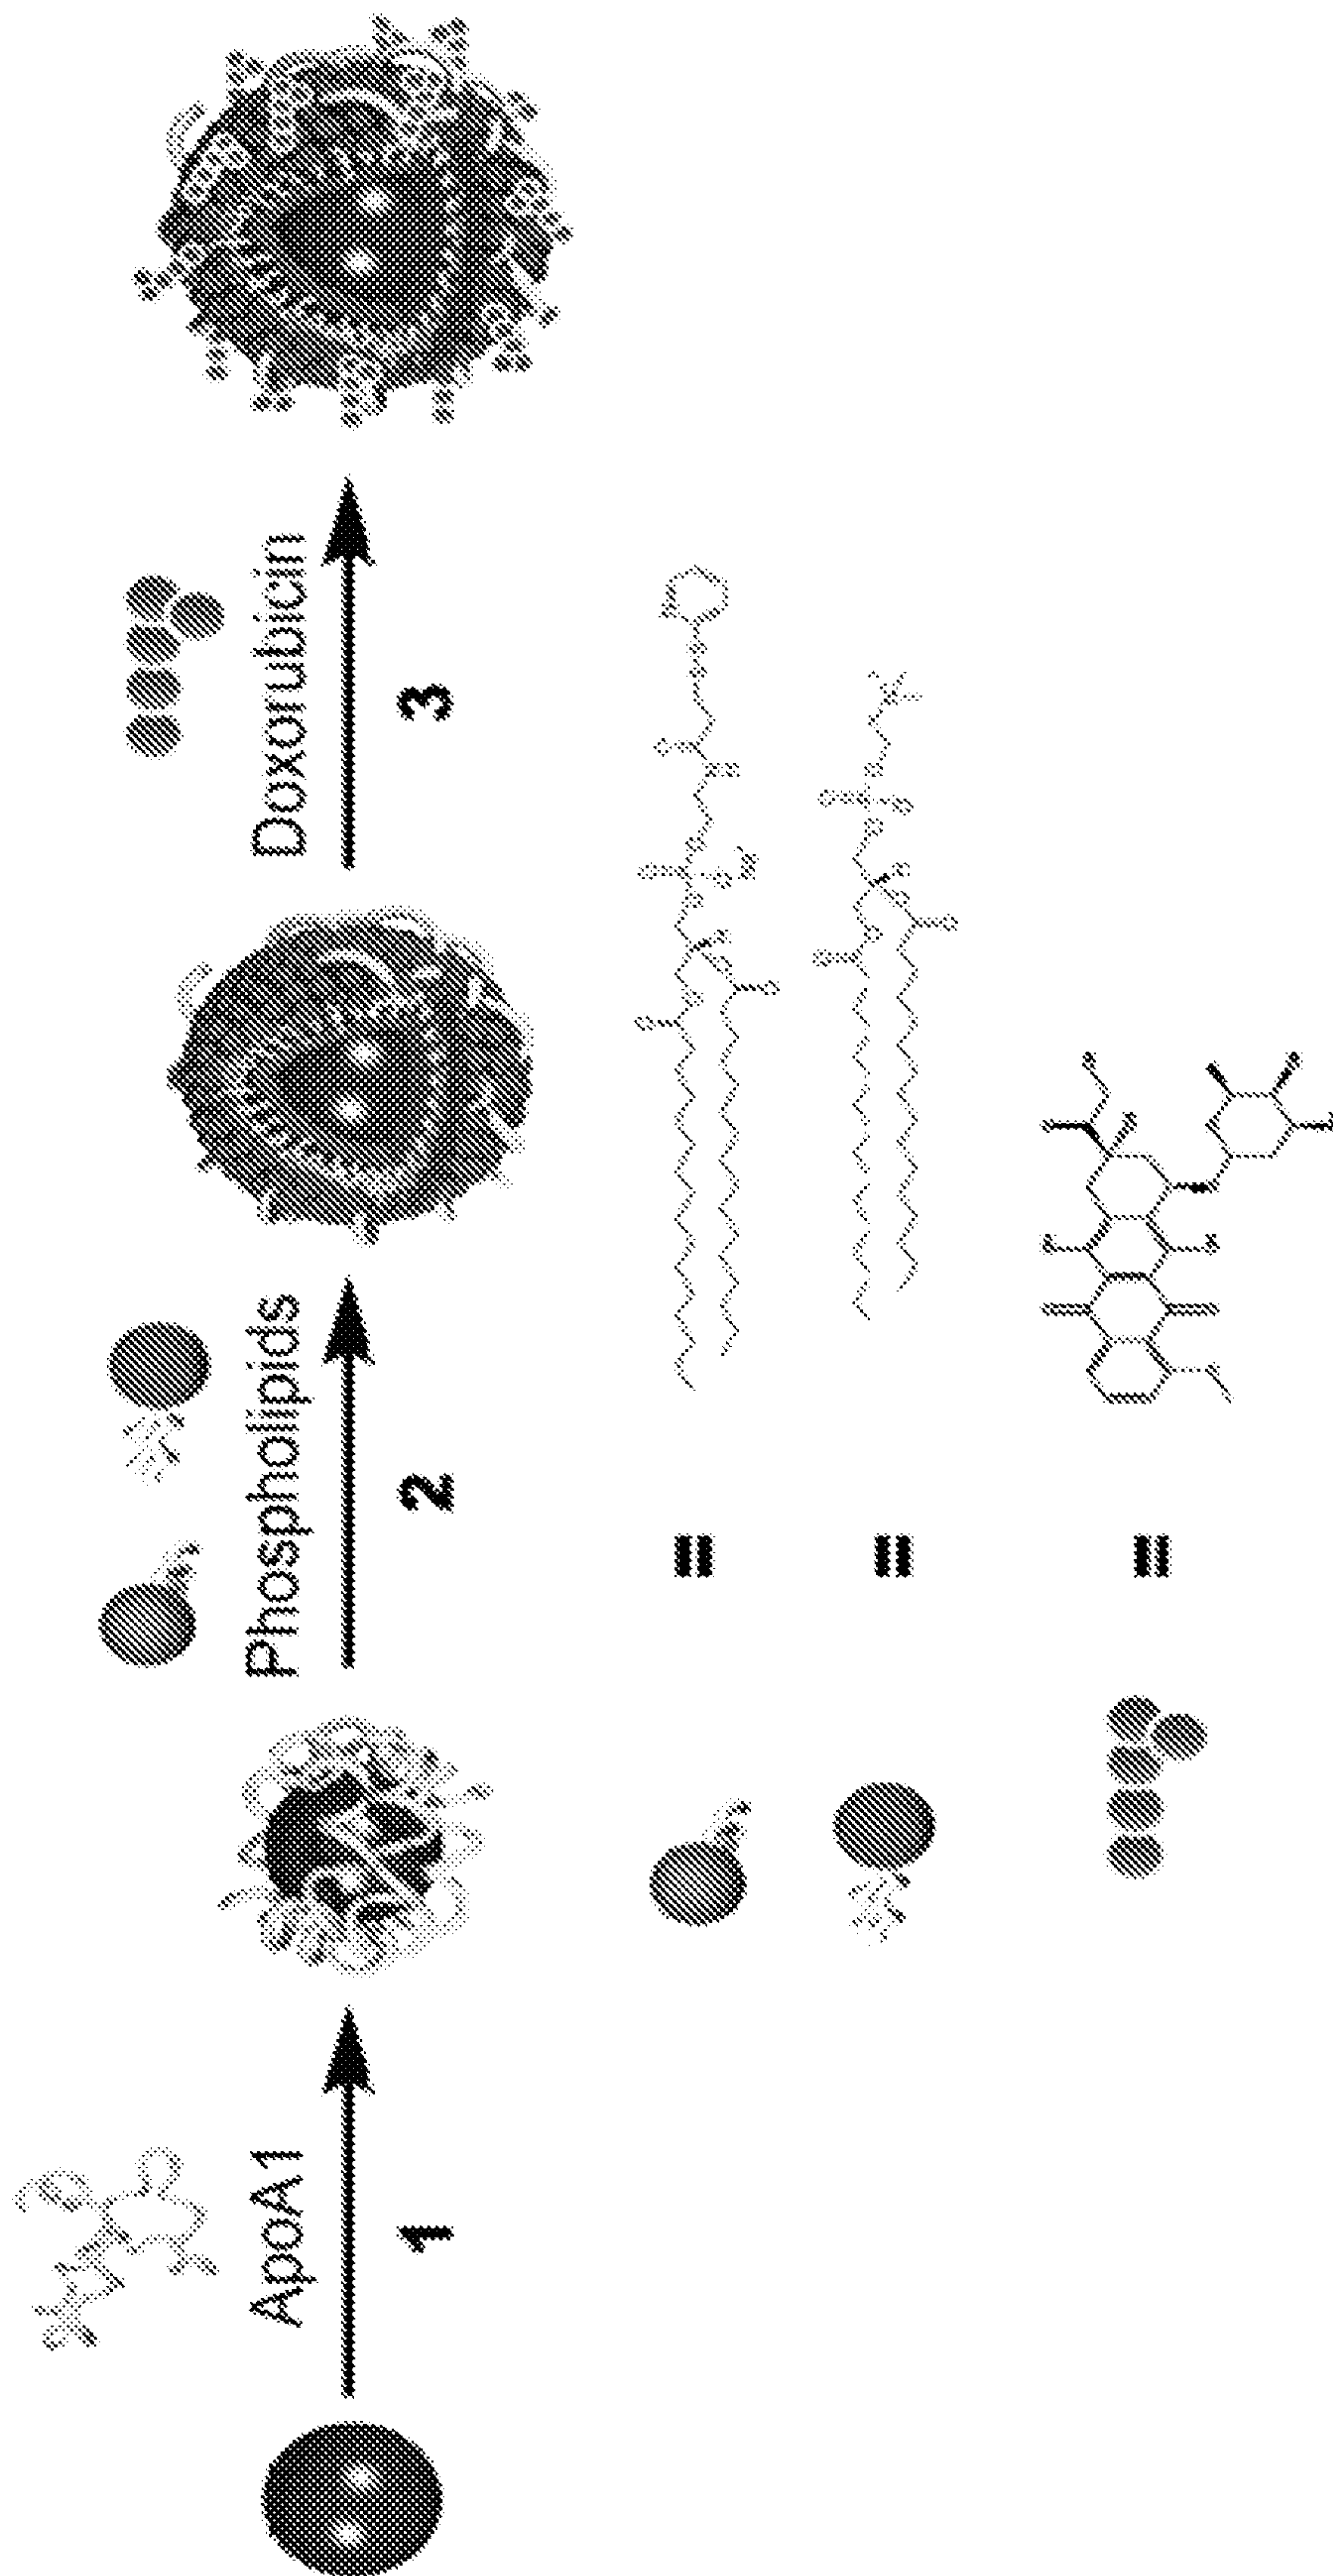 ApoA1
1
Phospholipids
2
Doxorubicin
3
=
=
=